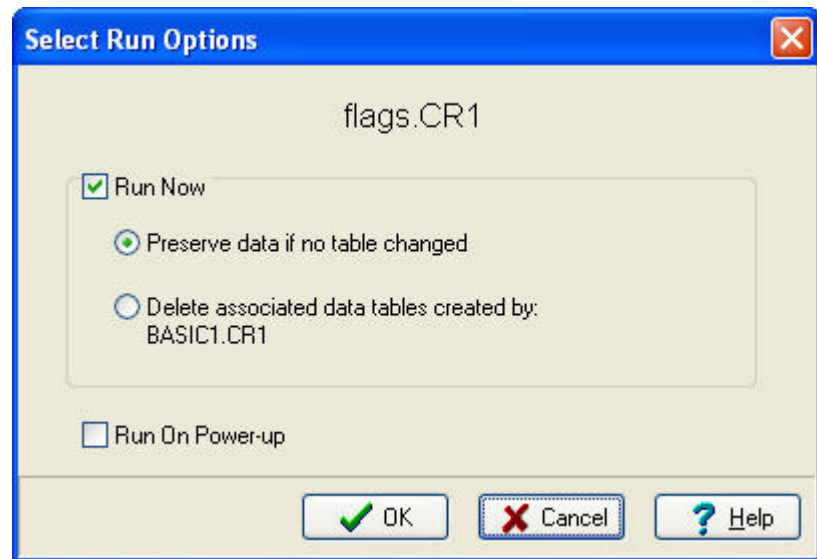 Select Run Options
flags.CR1
Run Now
Preserve data if no table changed
Delete associated data tables created by:
BASIC1.CR1
Run On Power-up
OK
Cancel
Help